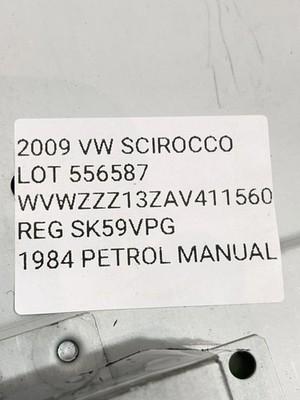 2009 VW SCIROCCO
LOT 556587
WVWZZZ13ZAV411560
REG SK59VPG
1984 PETROL MANUAL